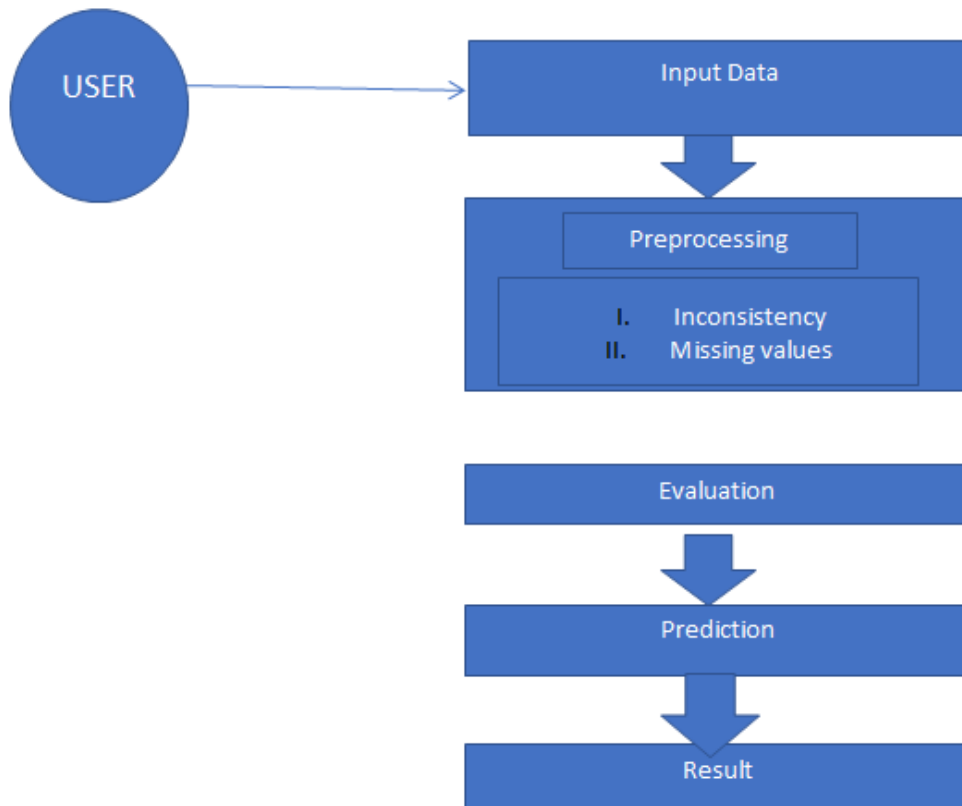 USER
Input Data
Preprocessing
I. Inconsistency
II. Missing values
Evaluation
Prediction
Result